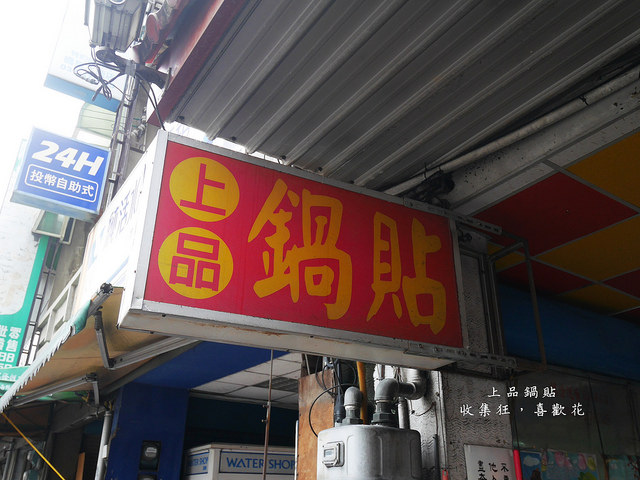 24H
投幣自助式
上品
鍋貼
WATER SHOP
上品鍋貼
收集狂，喜歡花